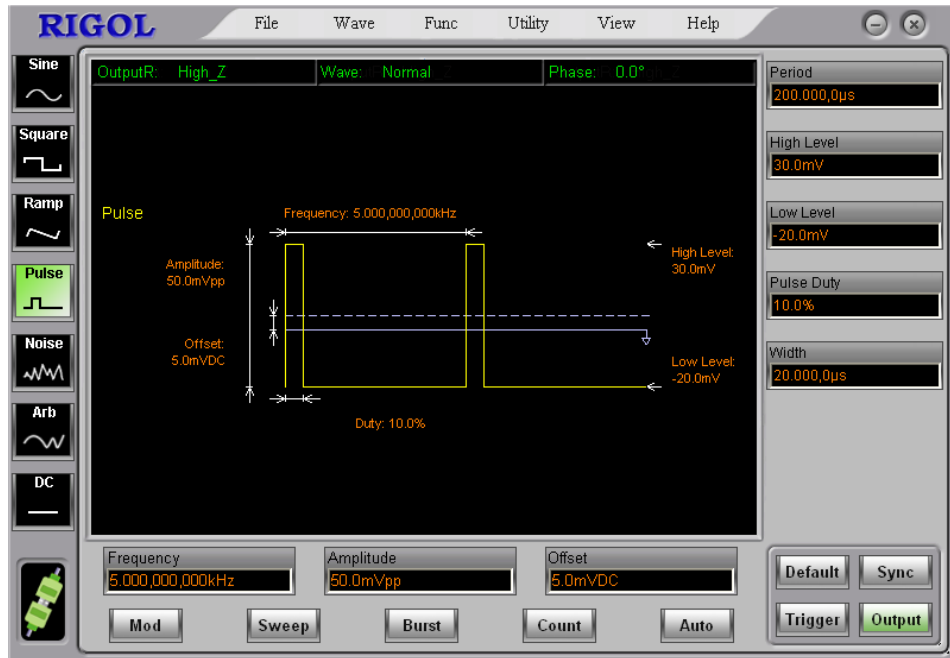 RIGOL
File Wave Func Utility View Help
Sine
Square
Ramp
Pulse
Noise
Arb
DC
OutputR: High_Z Wave: Normal Phase: 0.0°
Pulse
Frequency: 5.000,000,000kHz
Amplitude:
50.0mVpp
High Level:
30.0mV
Offset:
5.0mVDC
Low Level:
-20.0mV
Duty: 10.0%
Period
200.000,0µs
High Level
30.0mV
Low Level
-20.0mV
Pulse Duty
10.0%
Width
20.000,0µs
Frequency Amplitude Offset
5.000,000,000kHz 50.0mVpp 5.0mVDC
Mod Sweep Burst Count Auto
Default Sync
Trigger Output